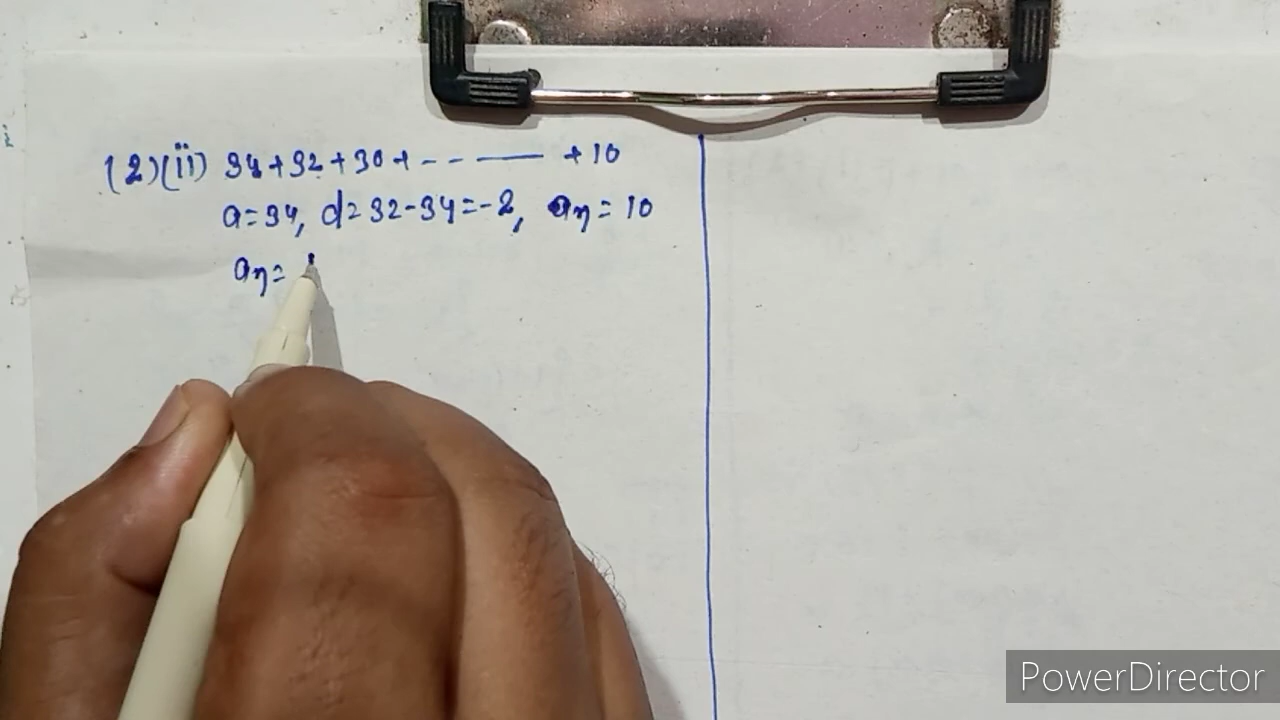 (2)(ii) 34+32+30+-- — +10
a=34, d=32-34=-2, an=10
an=
PowerDirector